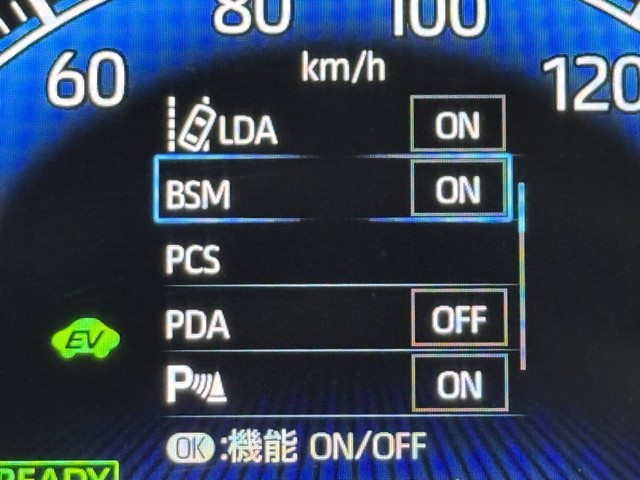 80 100
60 km/h 120
LDA ON
BSM ON
PCS
PDA OFF
EV
P ON
OK:機能 ON/OFF
READY